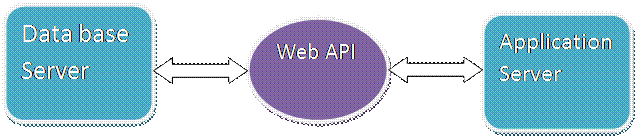 Data base
Server
Web API
Application
Server